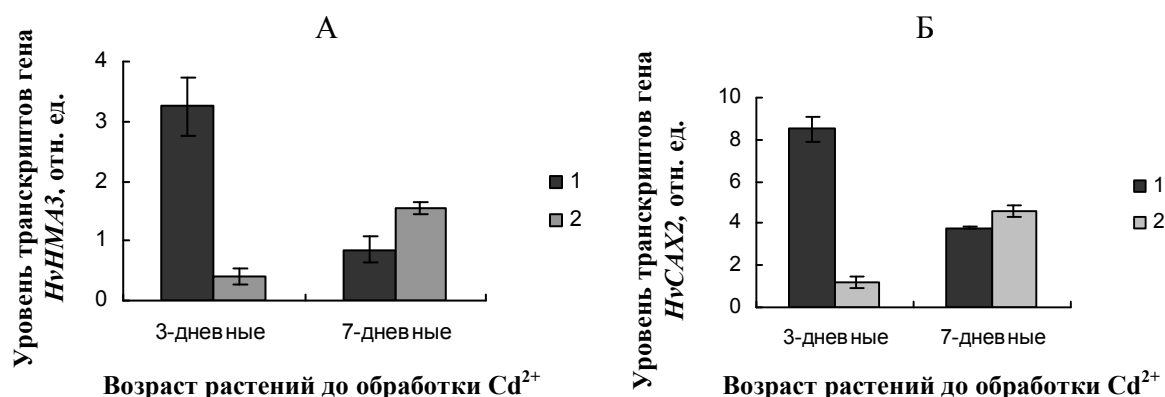 А
Уровень транскриптов гена
HvHMA3, отн. ед.
4
3
2
1
0
3-дневные
7-дневные
1
2
Возраст растений до обработки Cd²⁺
Б
Уровень транскриптов гена
HvCAX2, отн. ед.
10
8
6
4
2
0
3-дневные
7-дневные
1
2
Возраст растений до обработки Cd²⁺